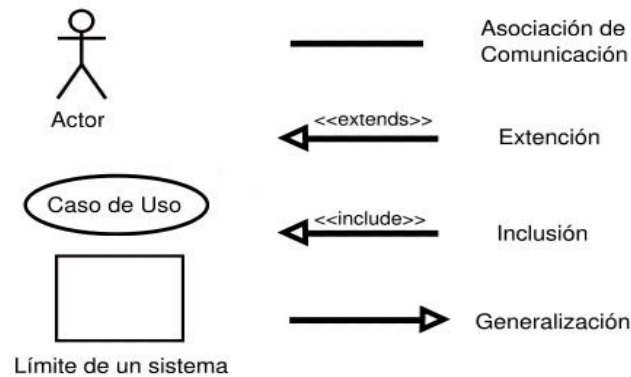 Actor
Caso de Uso
Límite de un sistema
Asociación de
Comunicación
<<extends>>
Extención
<<include>>
Inclusión
Generalización